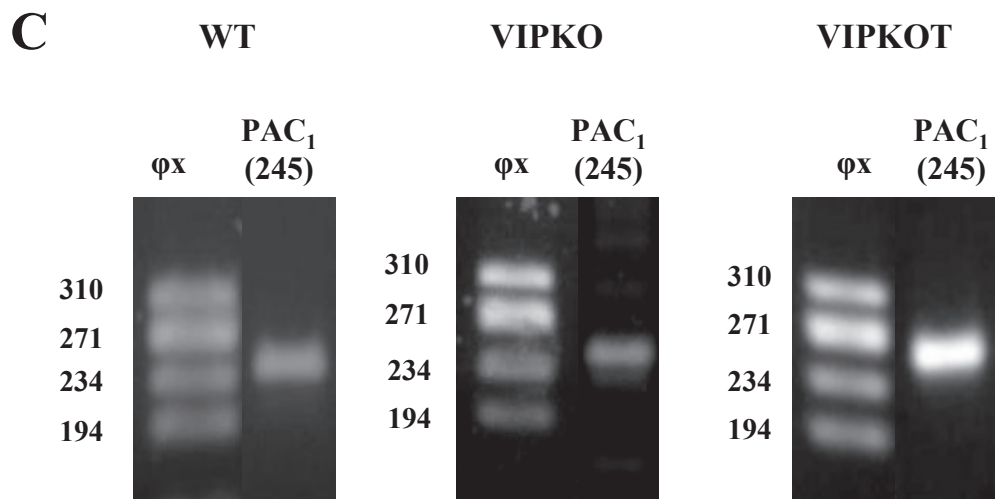 C WT VIPKO VIPKOT
PAC₁ PAC₁ PAC₁
φx (245) φx (245) φx (245)
310 310 310
271 271 271
234 234 234
194 194 194